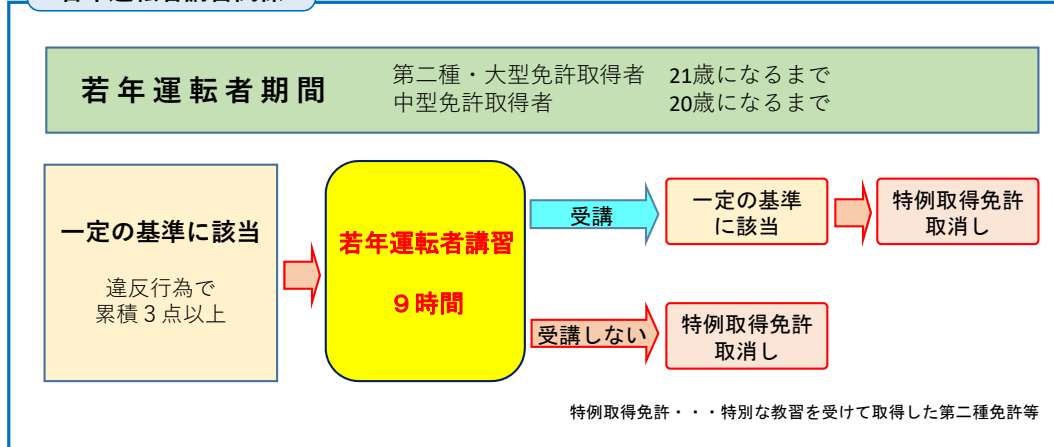 若年運転者期間
第二種・大型免許取得者 21歳になるまで
中型免許取得者 20歳になるまで
一定の基準に該当
違反行為で
累積３点以上
若年運転者講習
９時間
受講
一定の基準
に該当
特例取得免許
取消し
受講しない
特例取得免許
取消し
特例取得免許・・・特別な教習を受けて取得した第二種免許等